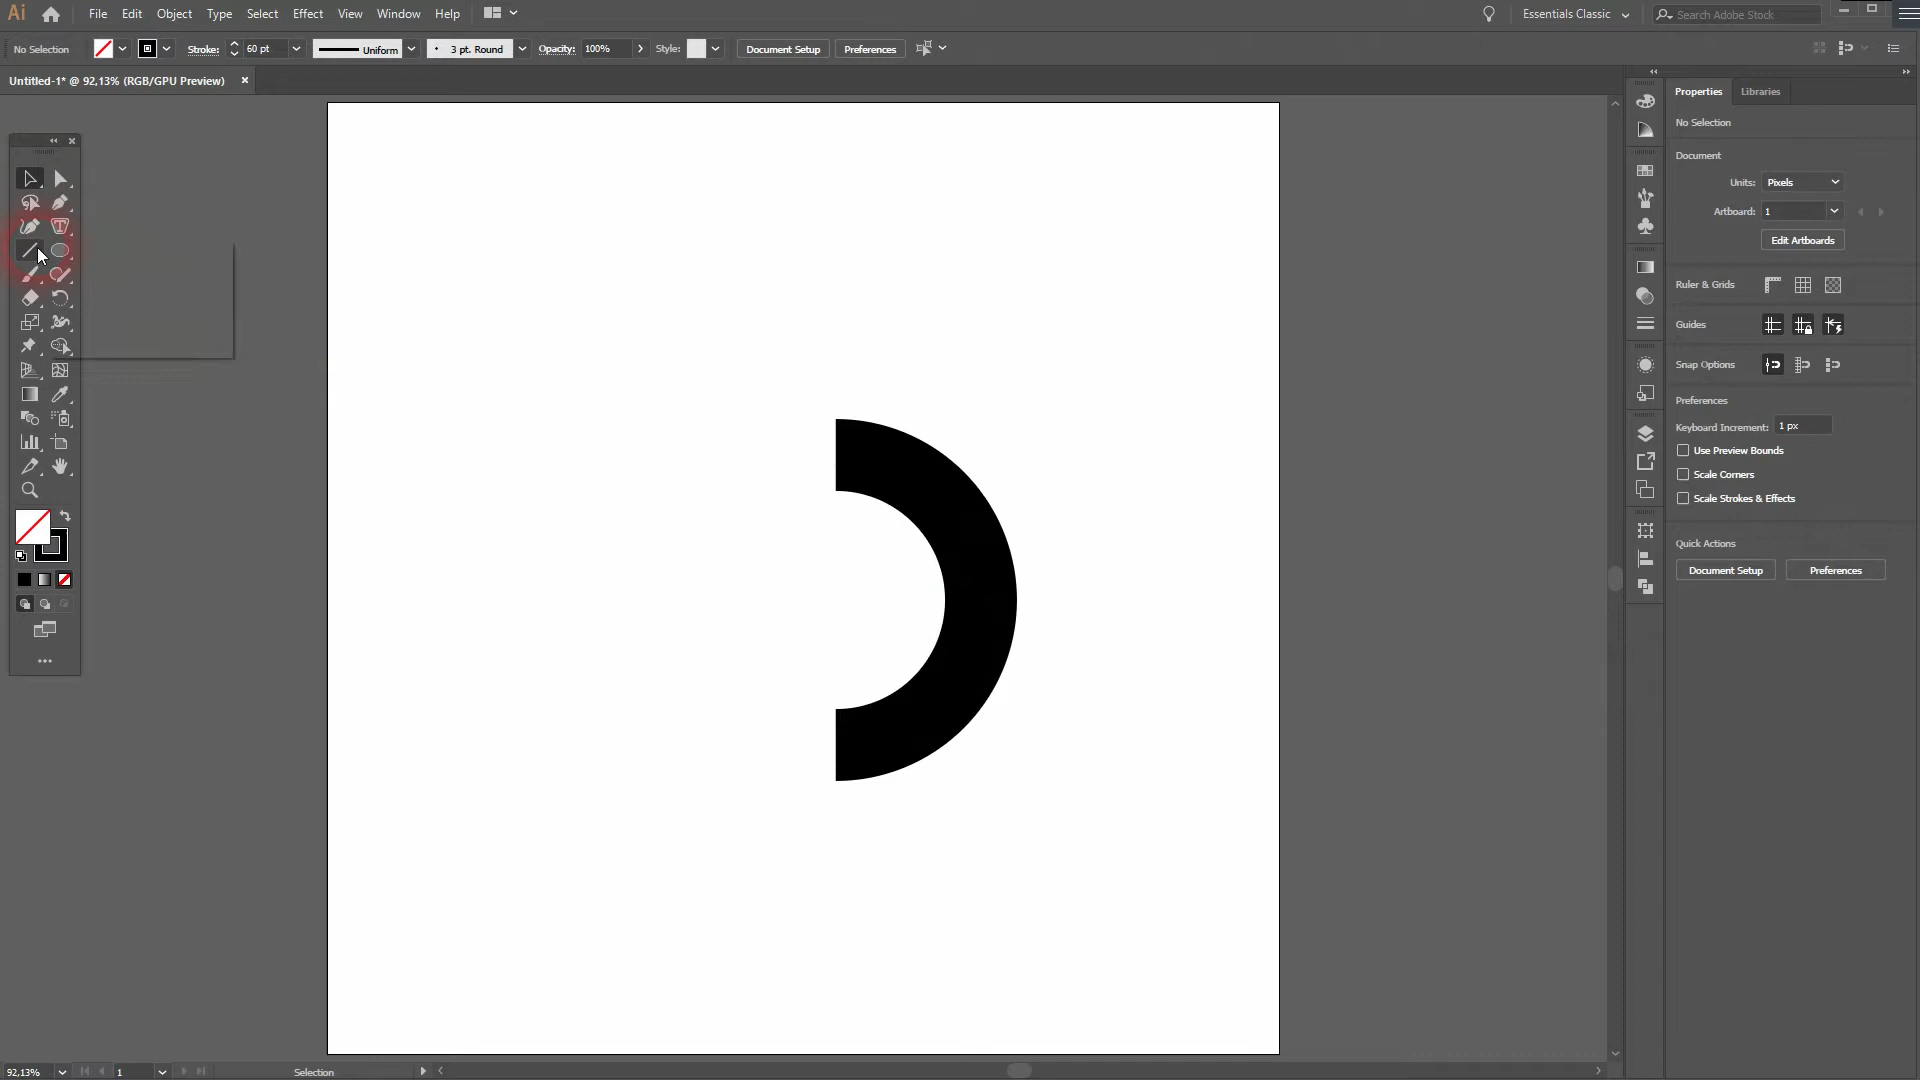 Ai File Edit Object Type Select Effect View Window Help Essentials Classic Search Adobe Stock
No Selection Stroke: 60 pt Uniform 3 pt. Round Opacity: 100% Style: Document Setup Preferences
Untitled-1* @ 92,13% (RGB/GPU Preview)
Properties Libraries
No Selection
Document
Units: Pixels
Artboard: 1
Edit Artboards
Ruler & Grids
Guides
Snap Options
Preferences
Keyboard Increment: 1 px
Use Preview Bounds
Scale Corners
Scale Strokes & Effects
Quick Actions
Document Setup Preferences
92,13% 1 Selection